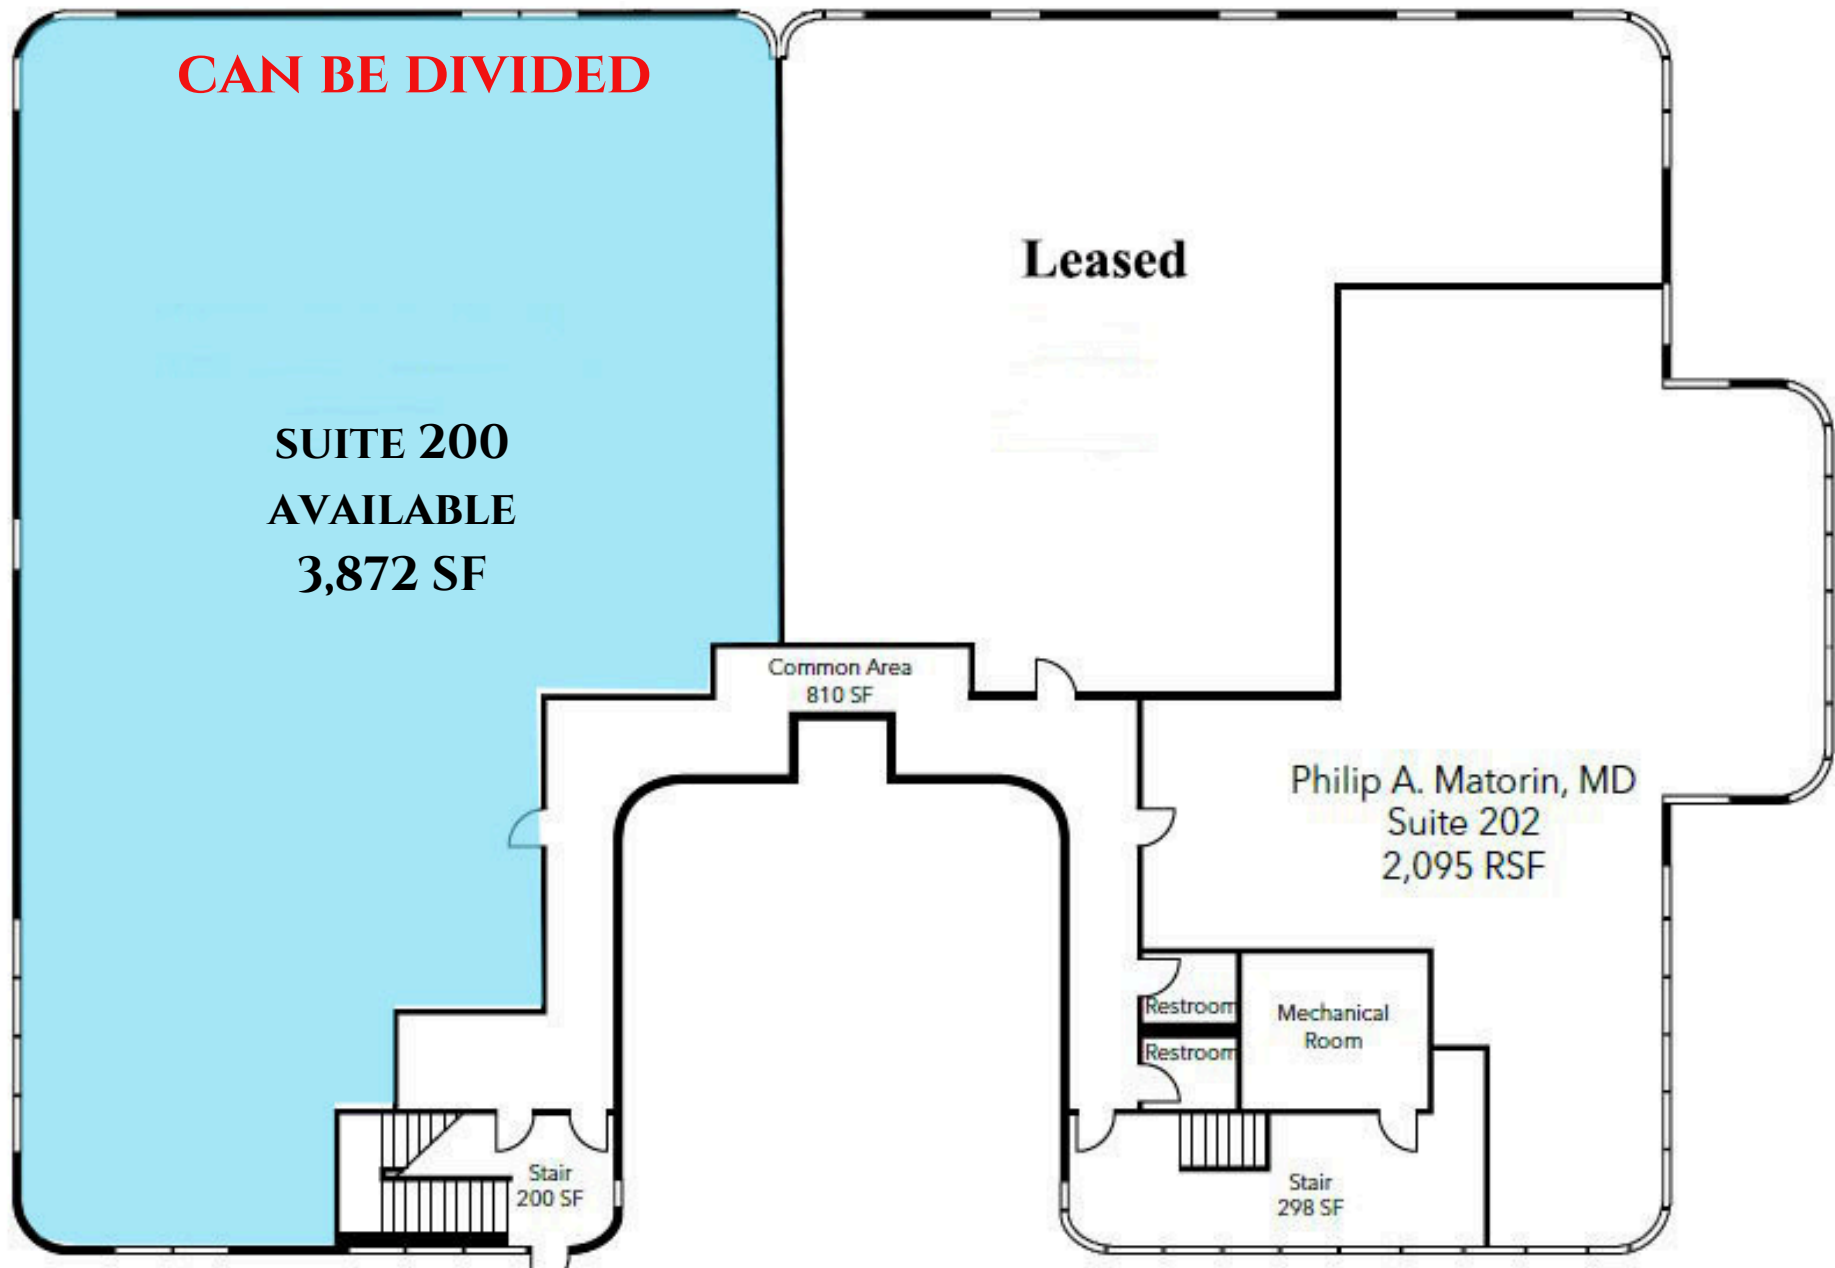 CAN BE DIVIDED
Leased
SUITE 200
AVAILABLE
3,872 SF
Common Area
810 SF
Philip A. Matorin, MD
Suite 202
2,095 RSF
Restroom
Restroom
Mechanical
Room
Stair
200 SF
Stair
298 SF